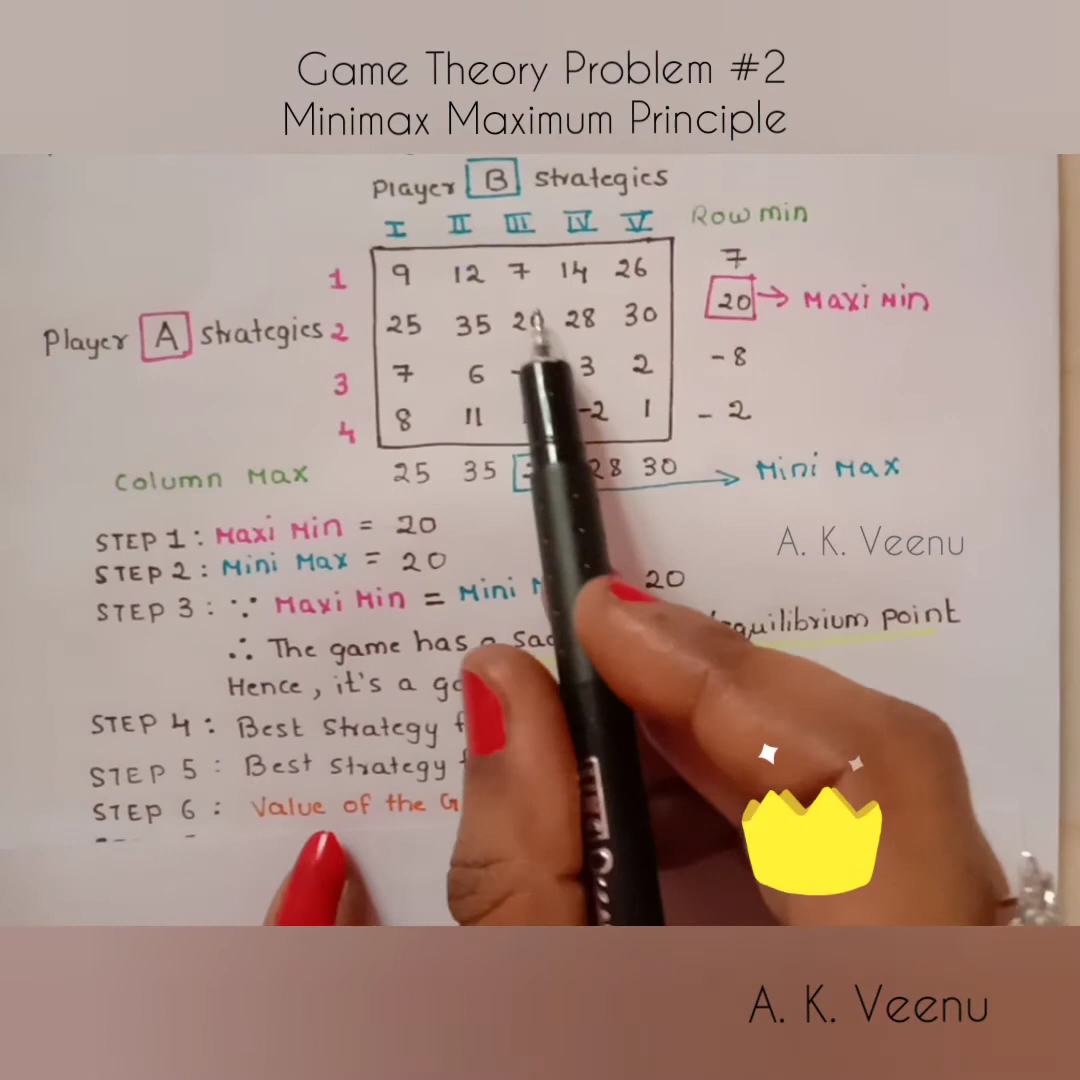 Game Theory Problem #2
Minimax Maximum Principle
Player B Strategies
I II III IV V Row min
1 9 12 7 14 26 7
Player A strategies 2 25 35 20 28 30 20 → Maxi Min
3 7 6 - 3 2 -8
4 8 11 -2 1 -2
Column Max 25 35 28 30 → Mini Max
STEP 1 : Maxi Min = 20
STEP 2 : Mini Max = 20
A. K. Veenu
STEP 3 : ∵ Maxi Min = Mini 20
∴ The game has a equilibrium point
Hence, it's a
STEP 4 : Best Strategy
STEP 5 : Best Strategy
STEP 6 : Value of the
A. K. Veenu